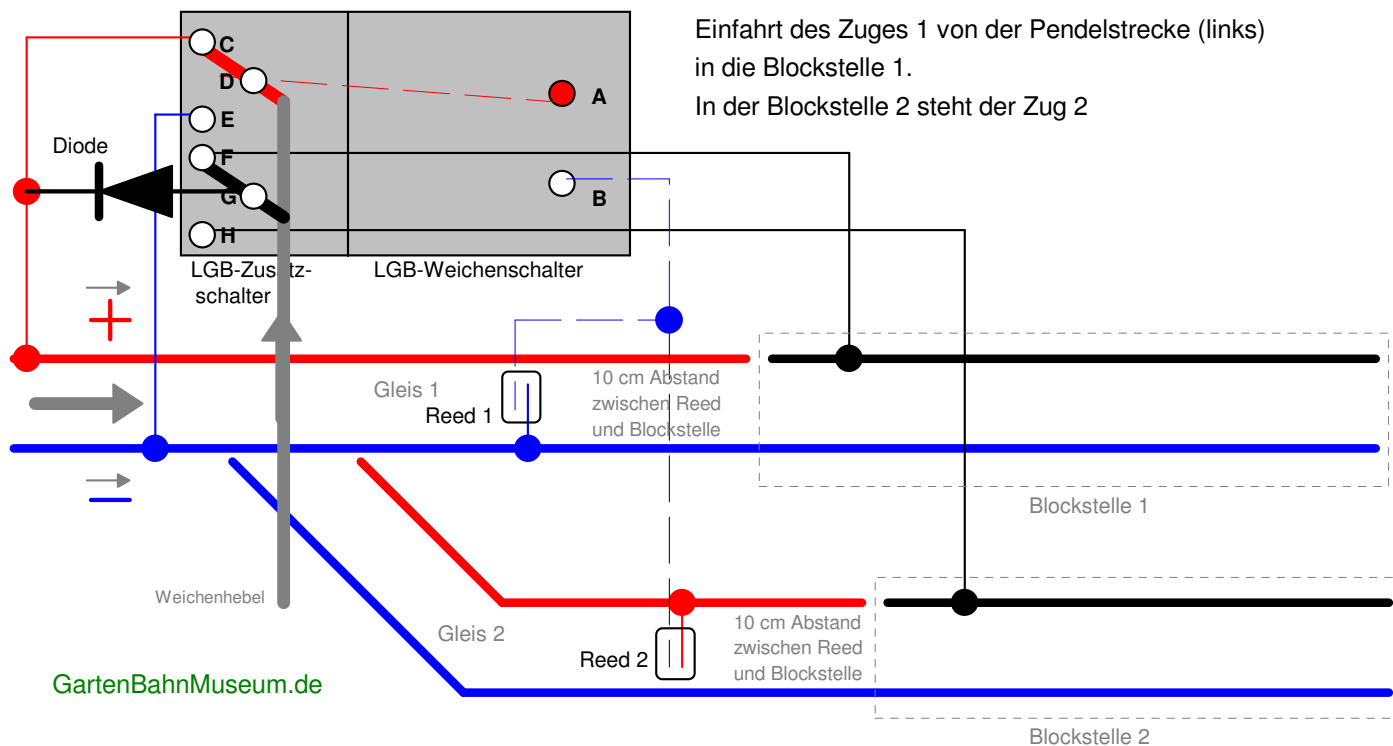 Einfahrt des Zuges 1 von der Pendelstrecke (links)
in die Blockstelle 1.
In der Blockstelle 2 steht der Zug 2
C
D
A
E
Diode
F
B
G
H
LGB-Zusatz-
schalter
LGB-Weichenschalter
+
Gleis 1
Reed 1
10 cm Abstand
zwischen Reed
und Blockstelle
–
Blockstelle 1
Weichenhebel
Gleis 2
Reed 2
10 cm Abstand
zwischen Reed
und Blockstelle
GartenBahnMuseum.de
Blockstelle 2